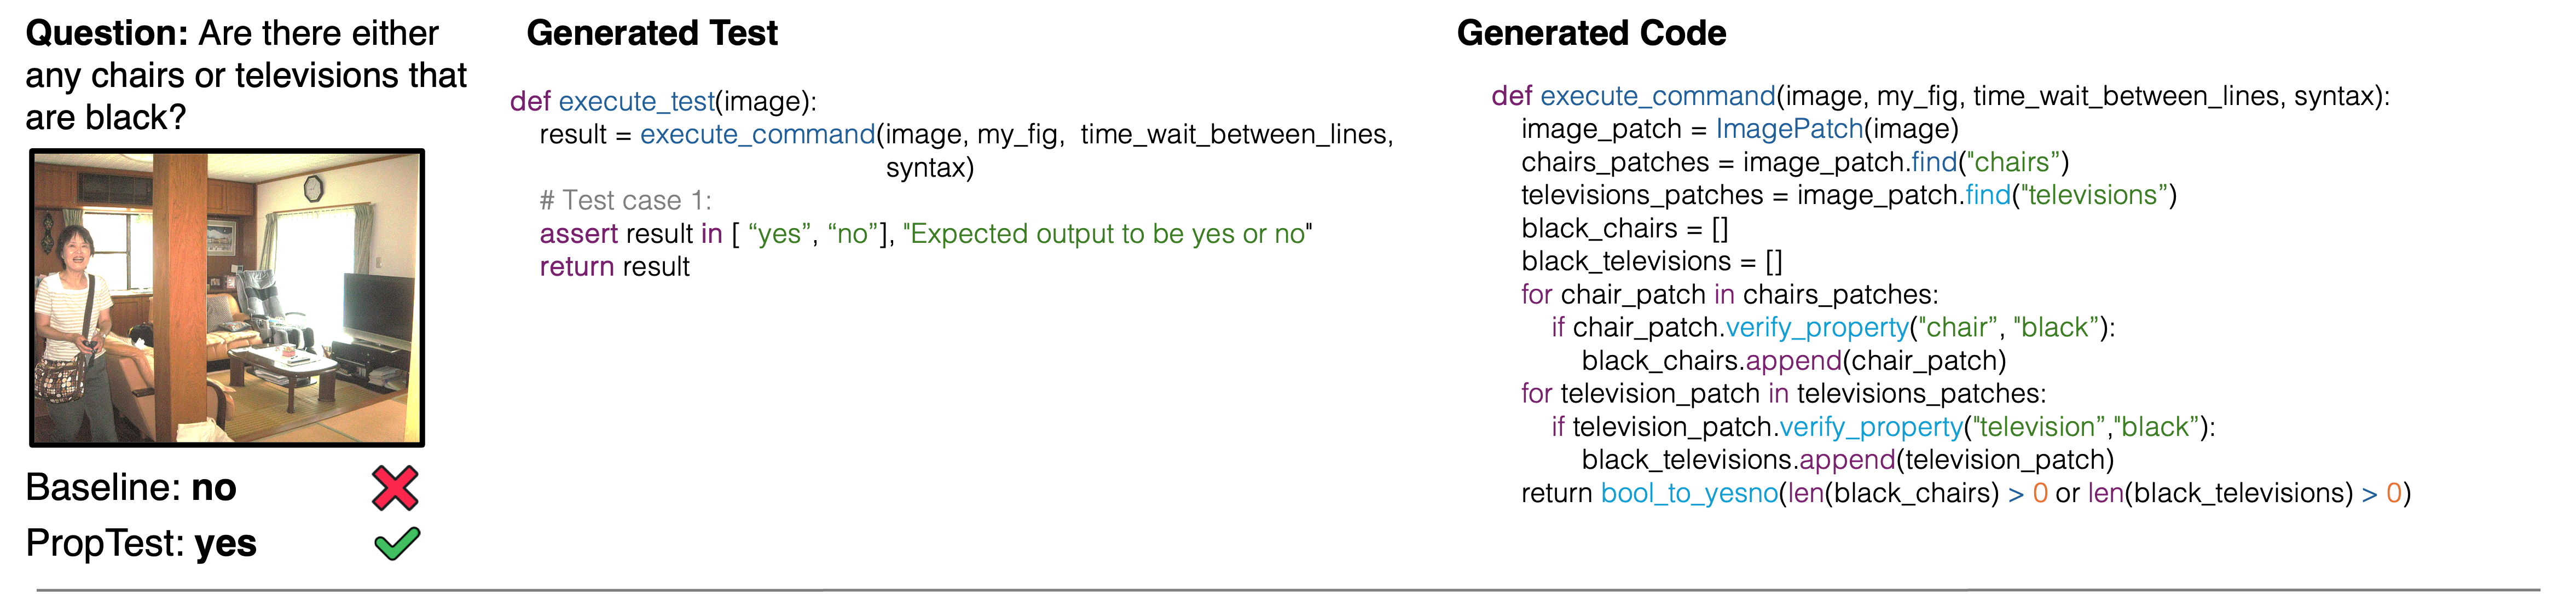 Question: Are there either
any chairs or televisions that
are black?
Baseline: no
PropTest: yes
Generated Test
def execute_test(image):
result = execute_command(image, my_fig, time_wait_between_lines,
syntax)
# Test case 1:
assert result in [ “yes”, “no”], "Expected output to be yes or no"
return result
Generated Code
def execute_command(image, my_fig, time_wait_between_lines, syntax):
image_patch = ImagePatch(image)
chairs_patches = image_patch.find("chairs”)
televisions_patches = image_patch.find("televisions”)
black_chairs = []
black_televisions = []
for chair_patch in chairs_patches:
if chair_patch.verify_property("chair”, "black”):
black_chairs.append(chair_patch)
for television_patch in televisions_patches:
if television_patch.verify_property("television”,"black”):
black_televisions.append(television_patch)
return bool_to_yesno(len(black_chairs) > 0 or len(black_televisions) > 0)